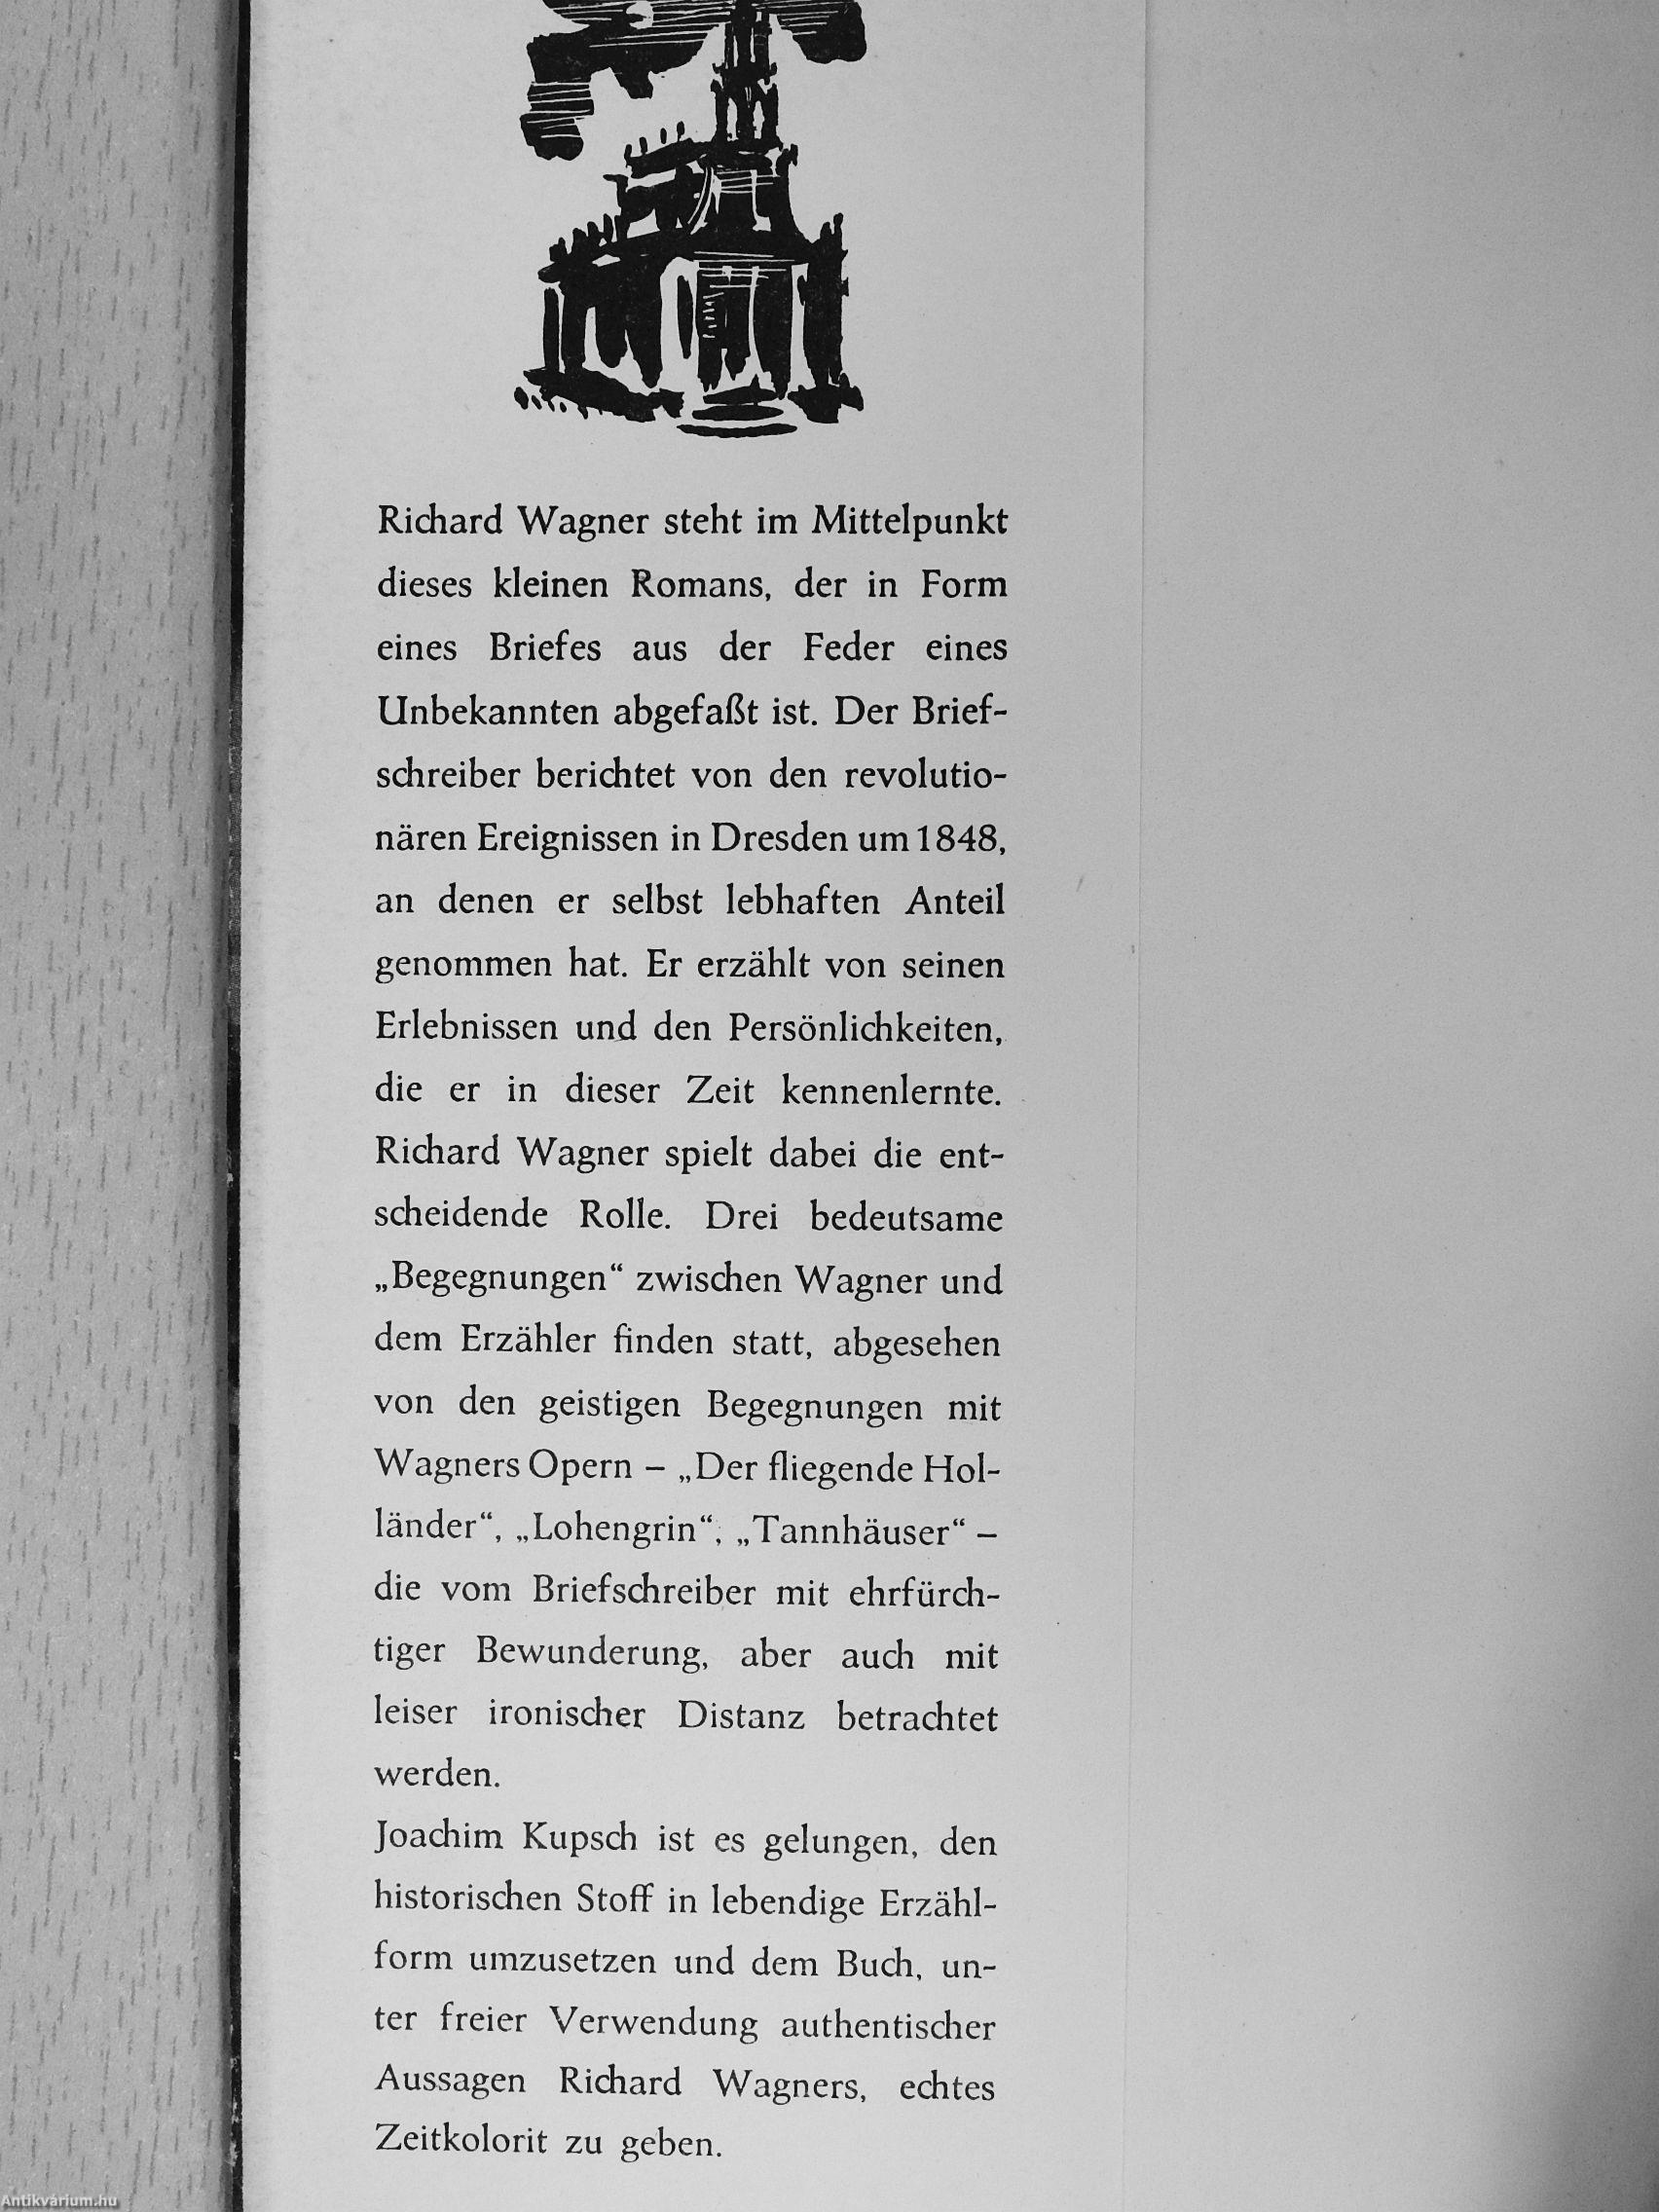 Richard Wagner steht im Mittelpunkt
dieses kleinen Romans, der in Form
eines Briefes aus der Feder eines
Unbekannten abgefaßt ist. Der Brief-
schreiber berichtet von den revolutio-
nären Ereignissen in Dresden um 1848,
an denen er selbst lebhaften Anteil
genommen hat. Er erzählt von seinen
Erlebnissen und den Persönlichkeiten,
die er in dieser Zeit kennenlernte.
Richard Wagner spielt dabei die ent-
scheidende Rolle. Drei bedeutsame
„Begegnungen“ zwischen Wagner und
dem Erzähler finden statt, abgesehen
von den geistigen Begegnungen mit
Wagners Opern – „Der fliegende Hol-
länder“, „Lohengrin“, „Tannhäuser“ –
die vom Briefschreiber mit ehrfürch-
tiger Bewunderung, aber auch mit
leiser ironischer Distanz betrachtet
werden.
Joachim Kupsch ist es gelungen, den
historischen Stoff in lebendige Erzähl-
form umzusetzen und dem Buch, un-
ter freier Verwendung authentischer
Aussagen Richard Wagners, echtes
Zeitkolorit zu geben.
Antikvárium.hu